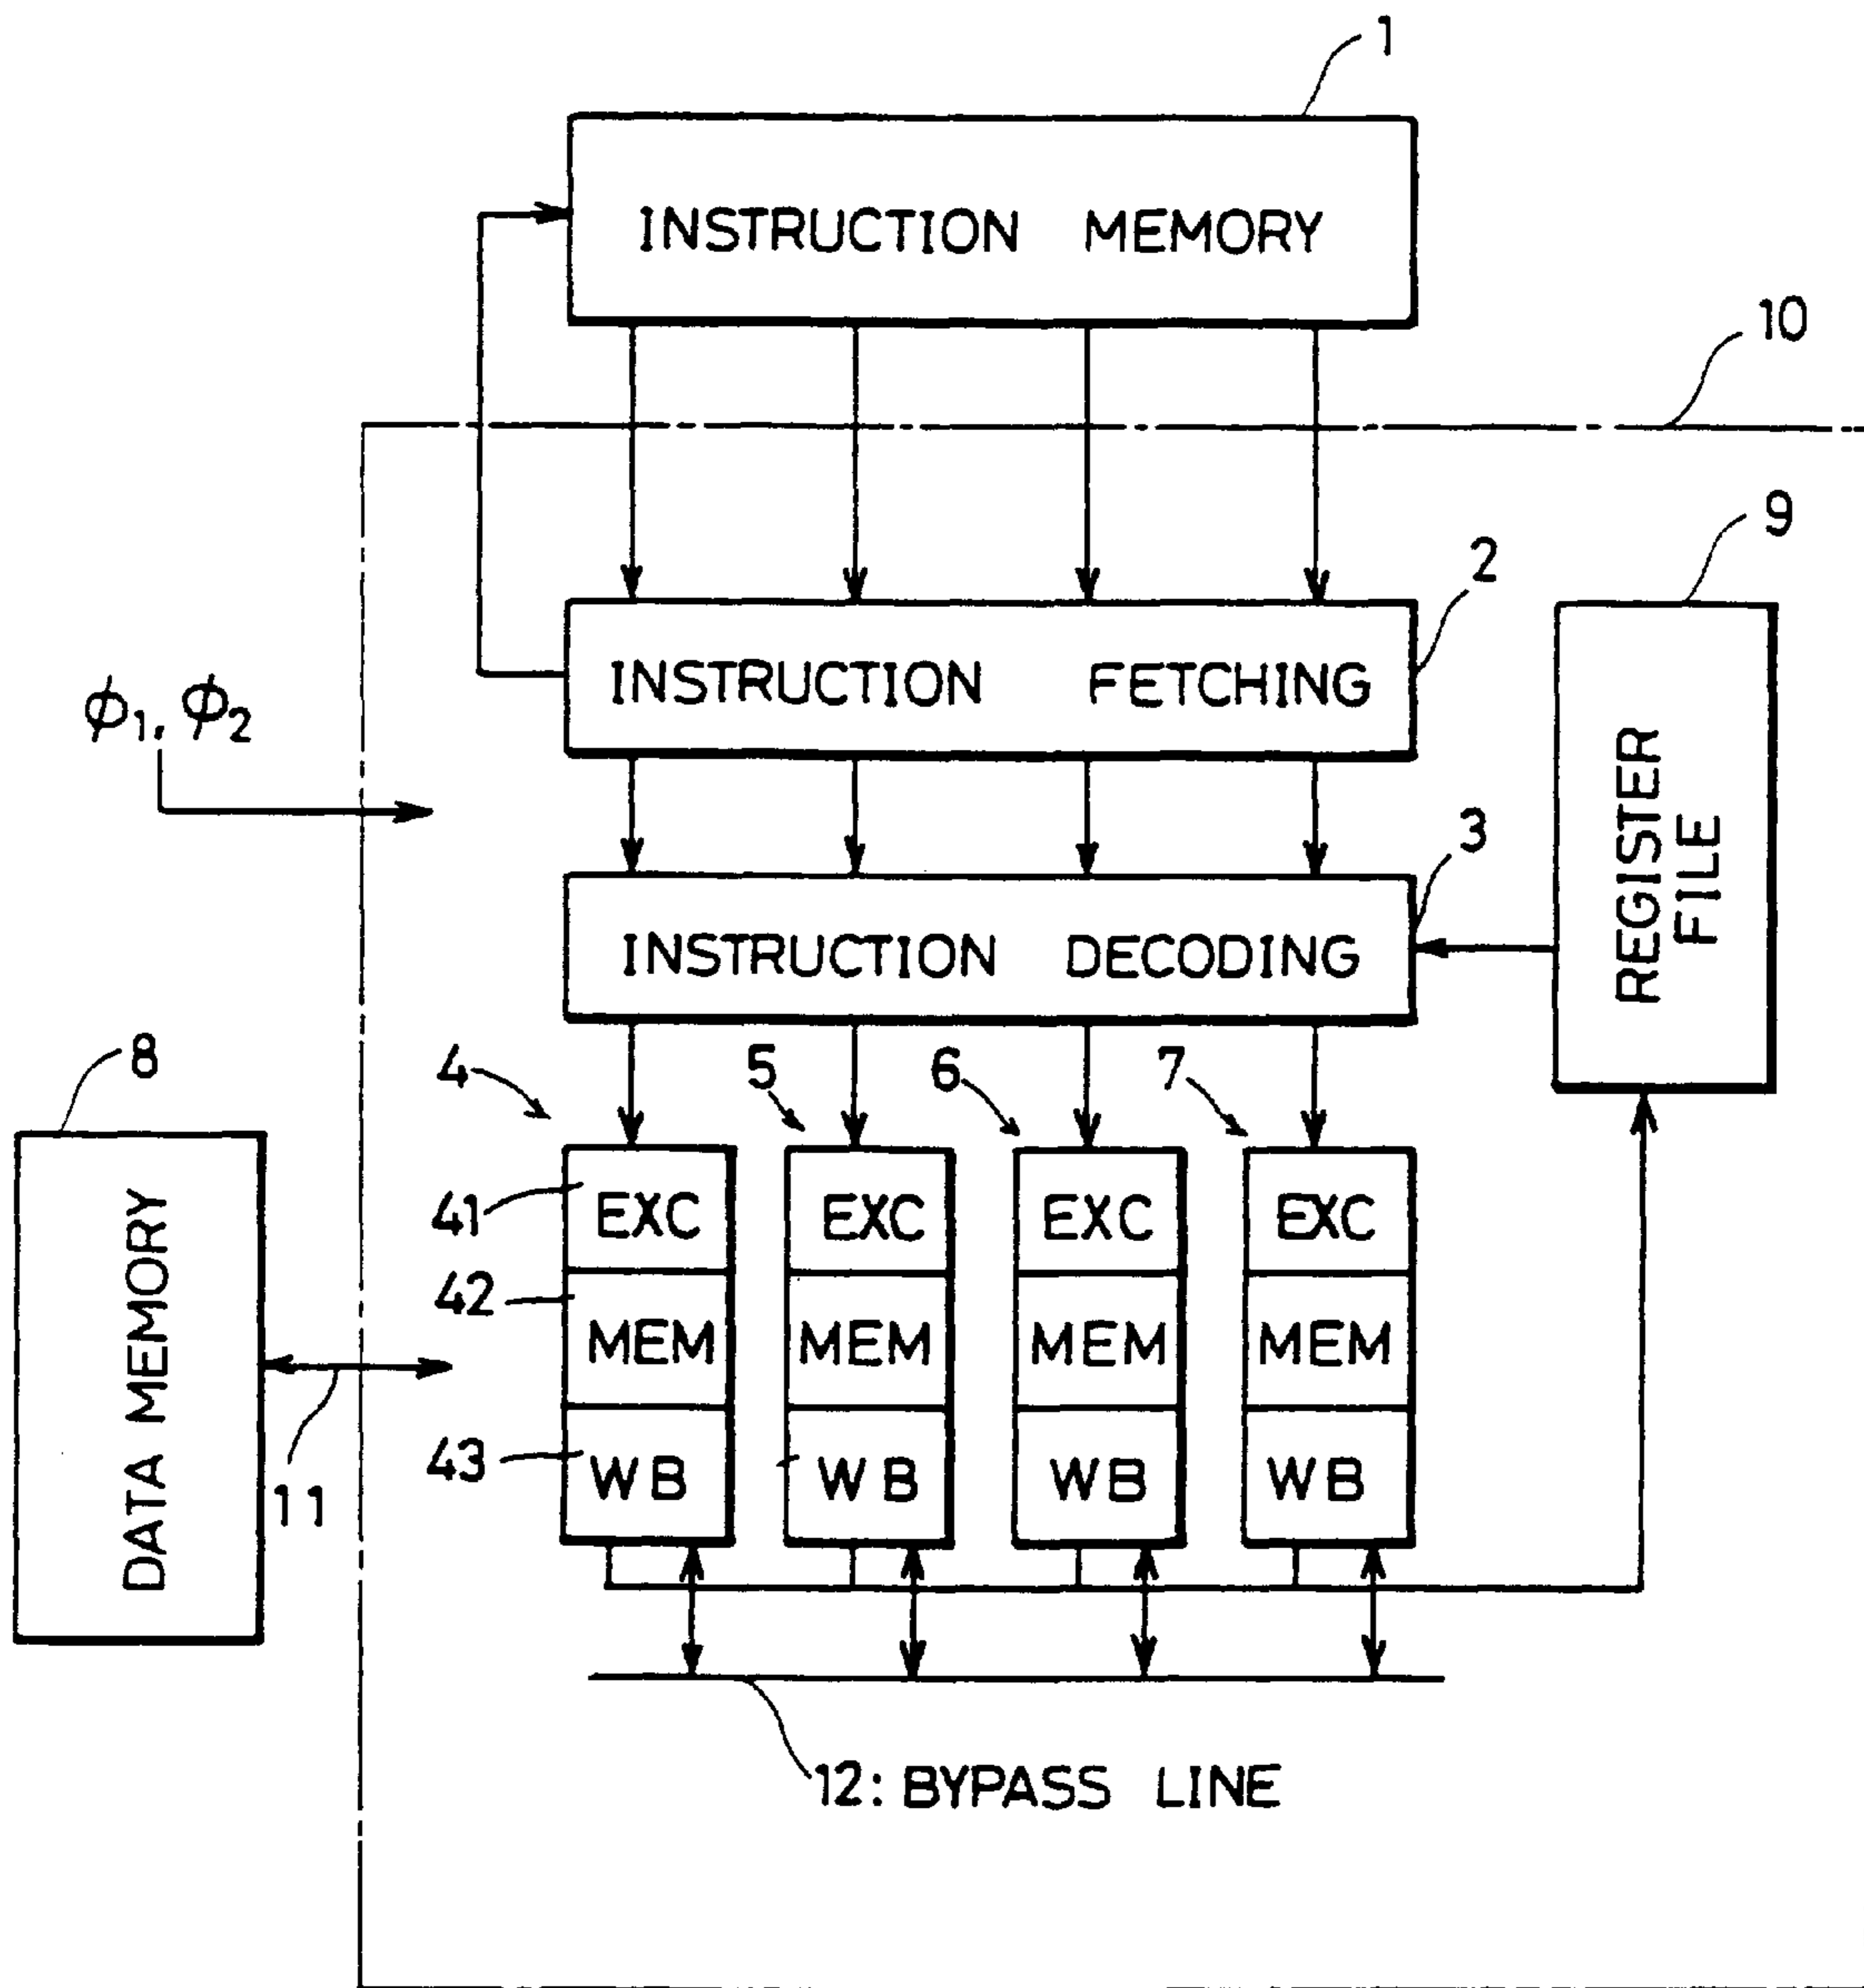 1
INSTRUCTION MEMORY
10
9
2
INSTRUCTION FETCHING
ϕ1, ϕ2
REGISTER
FILE
3
INSTRUCTION DECODING
8
4
5
6
7
DATA MEMORY
41
EXC
EXC
EXC
EXC
42
MEM
MEM
MEM
MEM
43
WB
WB
WB
WB
11
12: BYPASS LINE